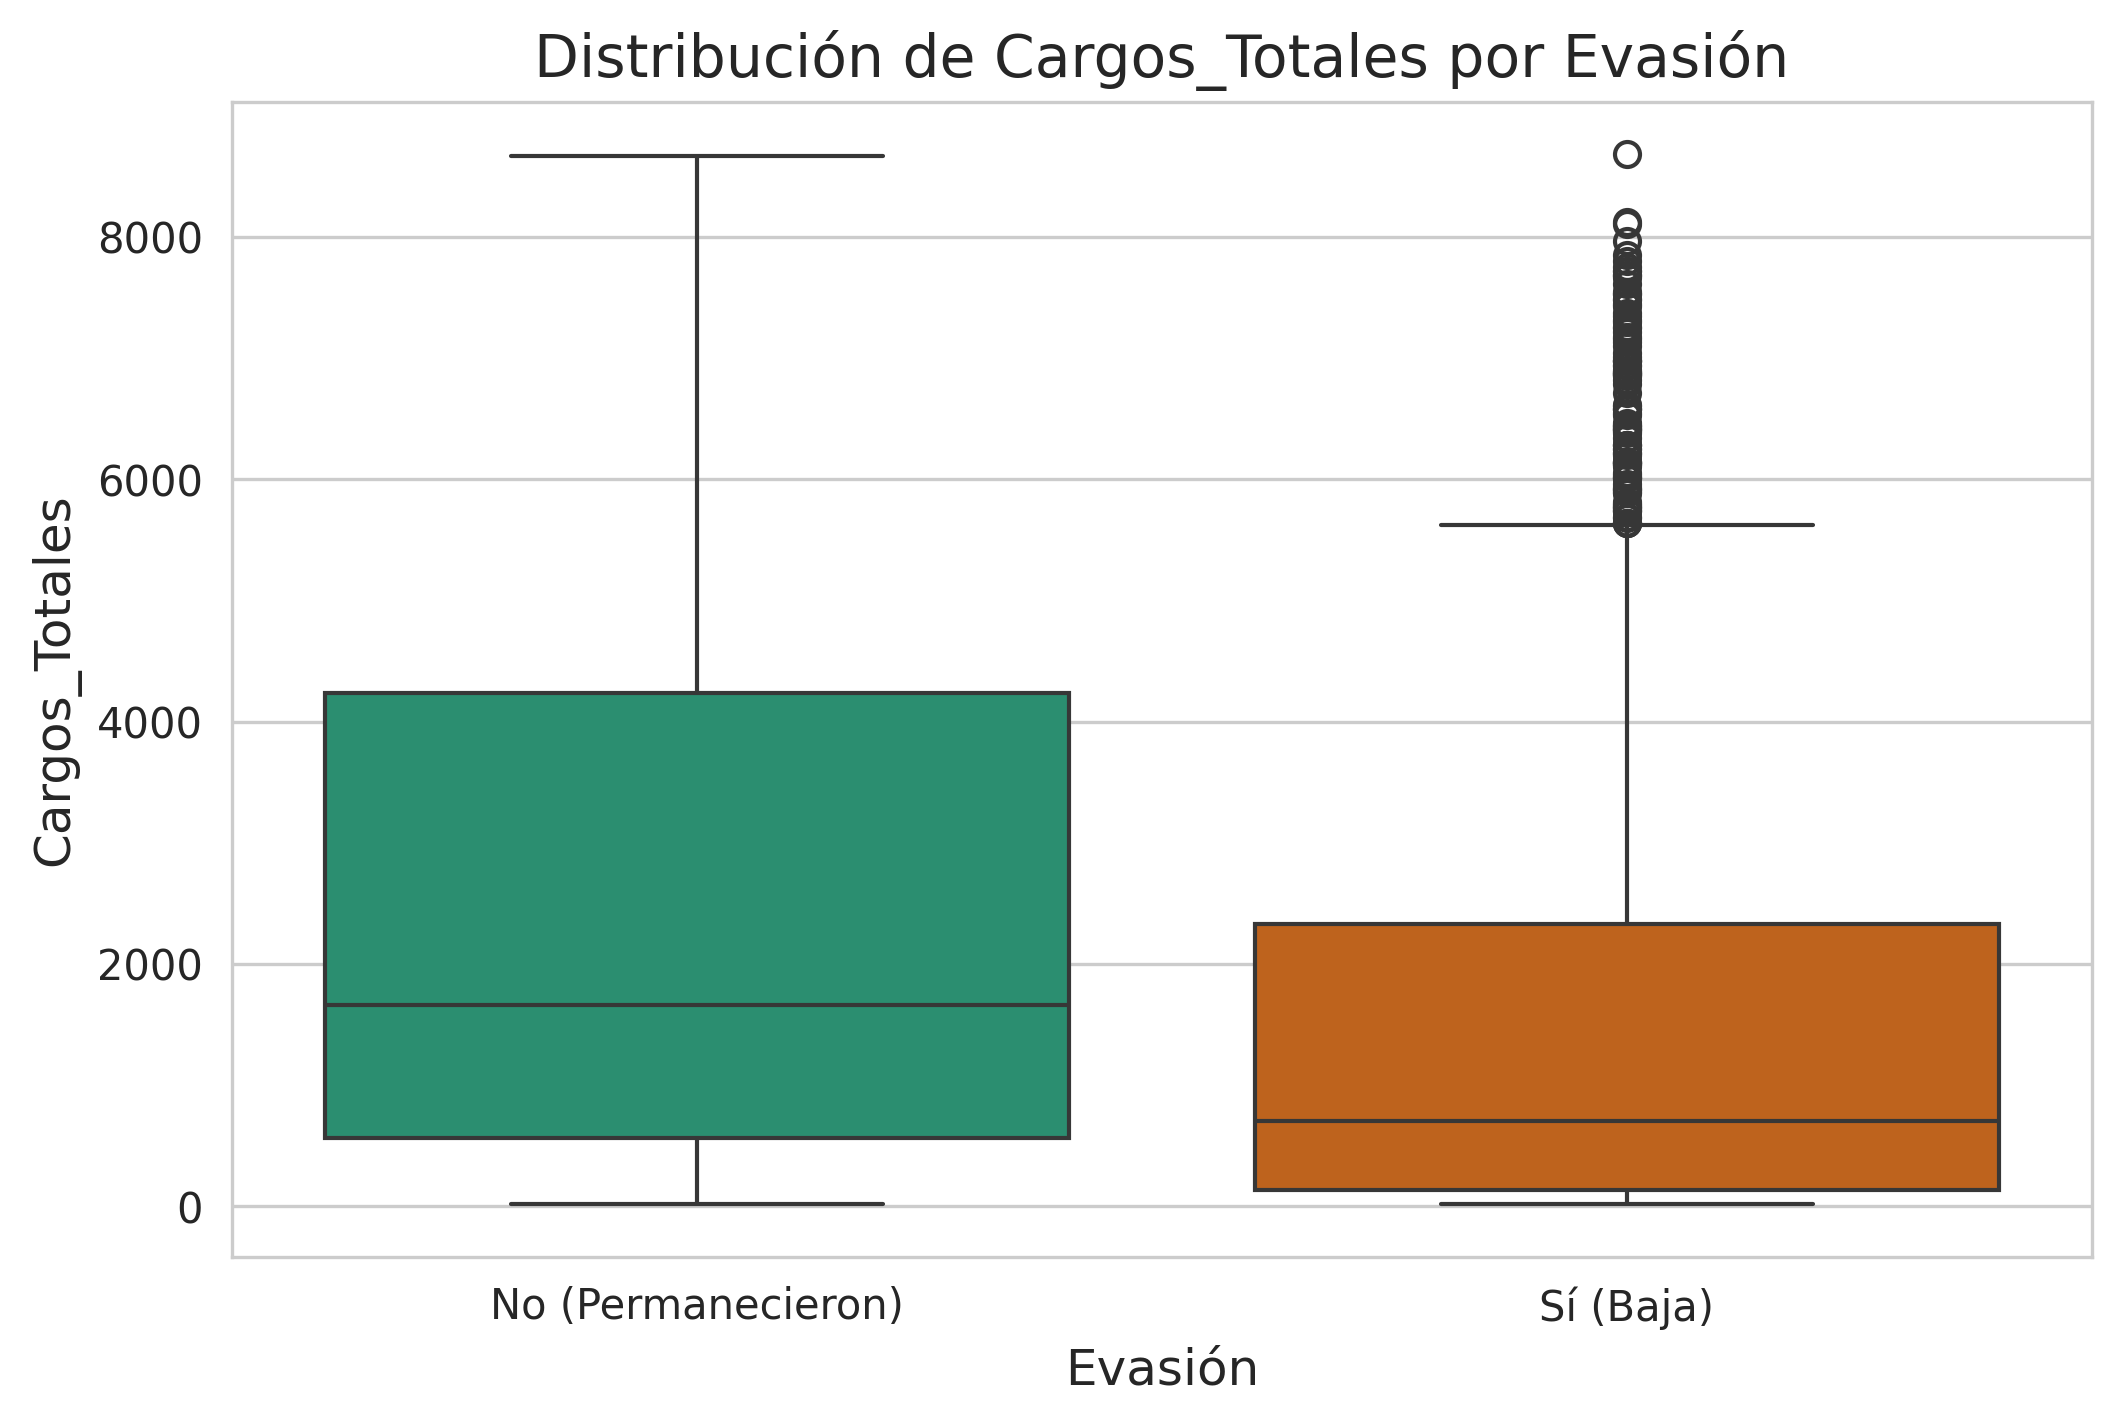 Distribución de Cargos_Totales por Evasión
Cargos_Totales
8000
6000
4000
2000
0
No (Permanecieron)
Sí (Baja)
Evasión